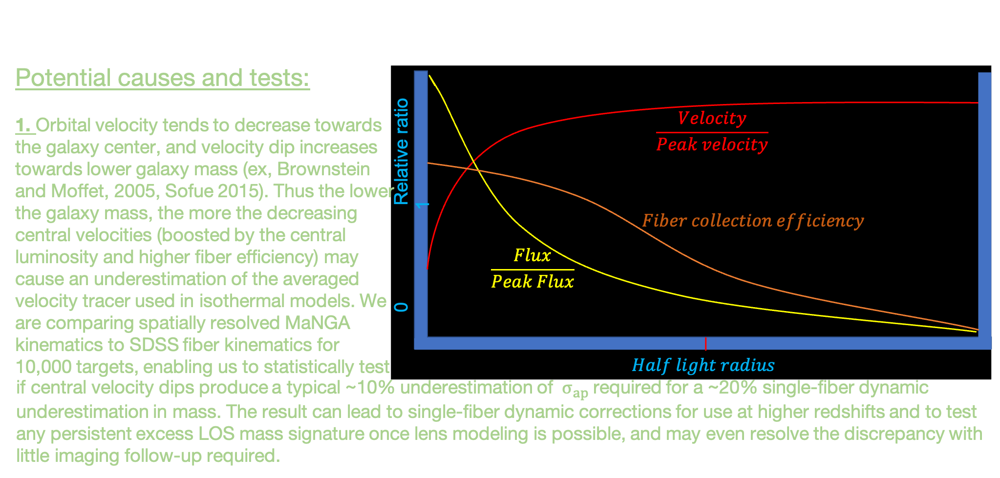 Potential causes and tests:
1. Orbital velocity tends to decrease towards
the galaxy center, and velocity dip increases
towards lower galaxy mass (ex, Brownstein
and Moffet, 2005, Sofue 2015). Thus the lower
the galaxy mass, the more the decreasing
central velocities (boosted by the central
luminosity and higher fiber efficiency) may
cause an underestimation of the averaged
velocity tracer used in isothermal models. We
are comparing spatially resolved MaNGA
kinematics to SDSS fiber kinematics for
10,000 targets, enabling us to statistically test
if central velocity dips produce a typical ~10% underestimation of σap required for a ~20% single-fiber dynamic
underestimation in mass. The result can lead to single-fiber dynamic corrections for use at higher redshifts and to test
any persistent excess LOS mass signature once lens modeling is possible, and may even resolve the discrepancy with
little imaging follow-up required.
Relative ratio
1
0
Velocity
Peak velocity
Fiber collection efficiency
Flux
Peak Flux
Half light radius